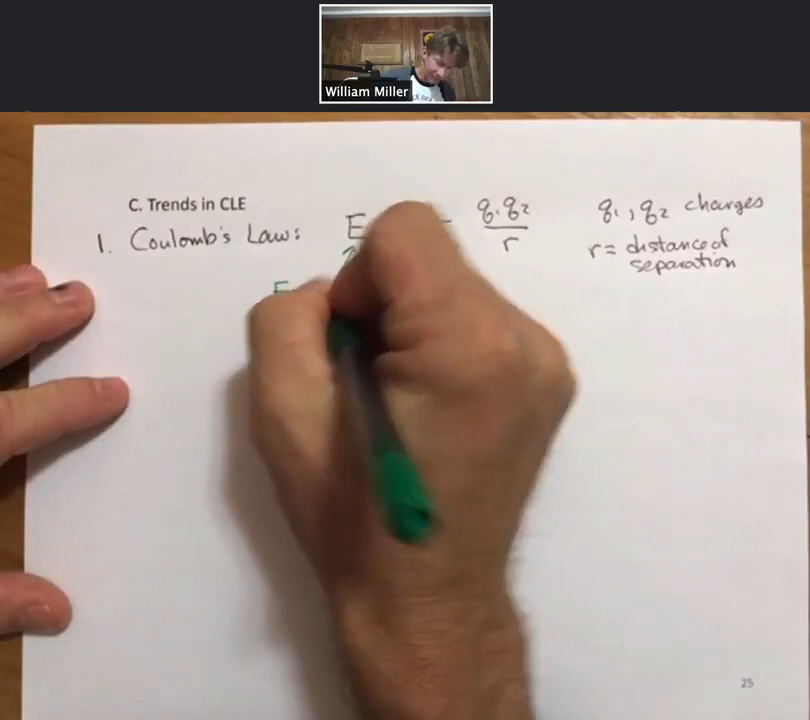 William Miller
C. Trends in CLE
1. Coulomb's Law: E q₁q₂ q₁, q₂ charges
r r = distance of
separation
E
25